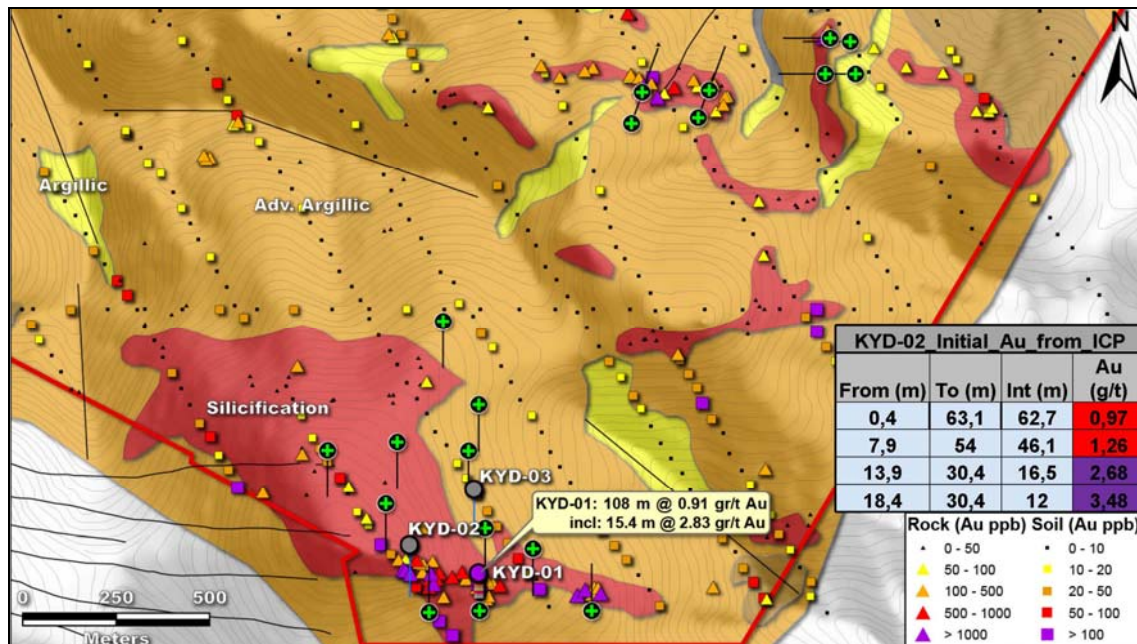 N
Argillic
Adv. Argillic
Silicification
KYD-03
KYD-02
KYD-01
KYD-01: 108 m @ 0.91 gr/t Au
incl: 15.4 m @ 2.83 gr/t Au
0 250 500
Meters
KYD-02_Initial_Au_from_ICP
From (m) To (m) Int (m) Au (g/t)
0,4 63,1 62,7 0,97
7,9 54 46,1 1,26
13,9 30,4 16,5 2,68
18,4 30,4 12 3,48
Rock (Au ppb) Soil (Au ppb)
0 - 50 0 - 10
50 - 100 10 - 20
100 - 500 20 - 50
500 - 1000 50 - 100
> 1000 > 100